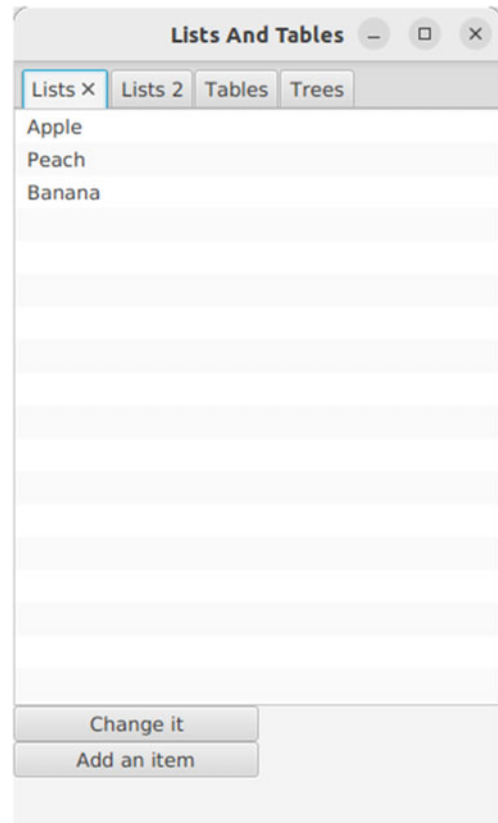 Lists And Tables
Lists Lists 2 Tables Trees
Apple
Peach
Banana
Change it
Add an item